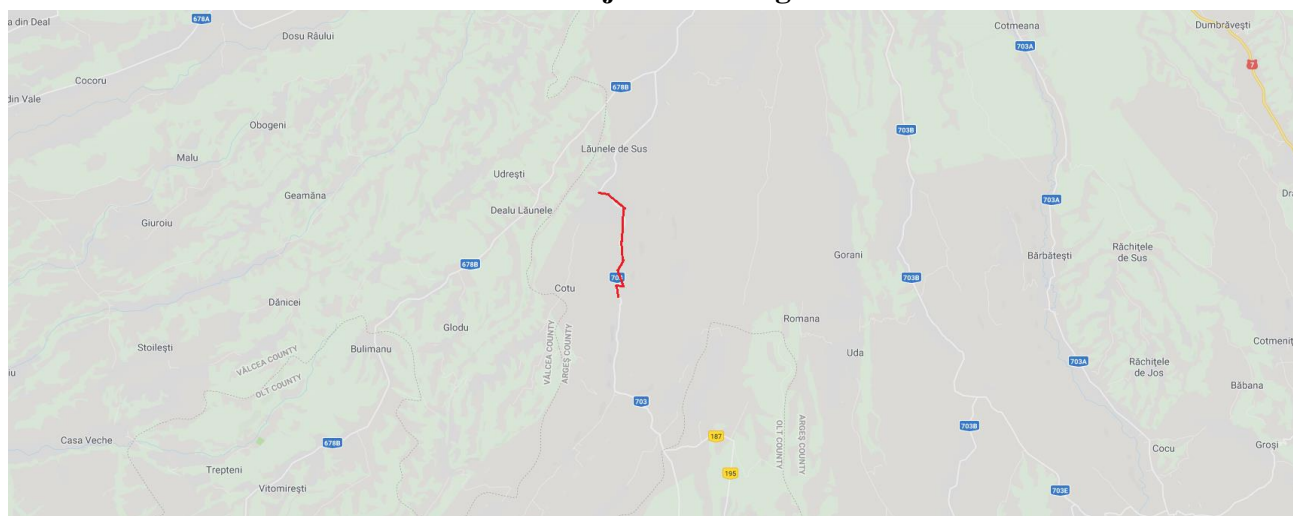 a din Deal
678A
Dosu Râului
Cotmeana
Dumbrăvești
703A
7
Cocoru
din Vale
678B
Obogeni
703B
Lăunele de Sus
Malu
Udrești
Geamăna
703A
Dealu Lăunele
Giuroiu
Răchițele
de Sus
Gorani
Bărbătești
678B
703B
Cotu
Dănicei
Romana
Glodu
Stoilești
Bulimanu
VÂLCEA COUNTY
OLT COUNTY
VÂLCEA COUNTY
ARGEȘ COUNTY
Uda
703A
Răchițele
de Jos
Băbana
703
Casa Veche
678B
187
OLT COUNTY
ARGEȘ COUNTY
703B
Groși
Cocu
Trepteni
195
Vitomirești
703E